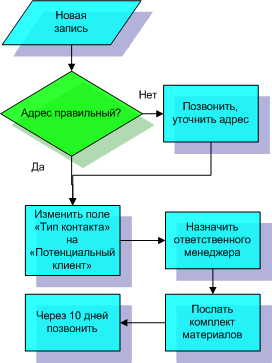 Новая
запись
Адрес правильный?
Нет
Позвонить,
уточнить адрес
Да
Изменить поле
«Тип контакта»
на
«Потенциальный
клиент»
Назначить
ответственного
менеджера
Послать
комплект
материалов
Через 10 дней
позвонить